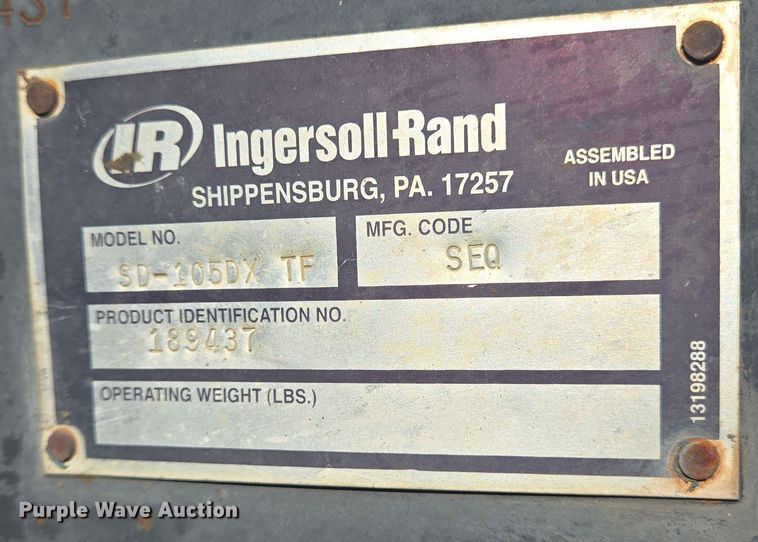 437
IR Ingersoll-Rand
SHIPPENSBURG, PA. 17257
ASSEMBLED
IN USA
MODEL NO.
SD-105DX TF
MFG. CODE
SEQ
PRODUCT IDENTIFICATION NO.
189437
OPERATING WEIGHT (LBS.)
13198288
Purple Wave Auction